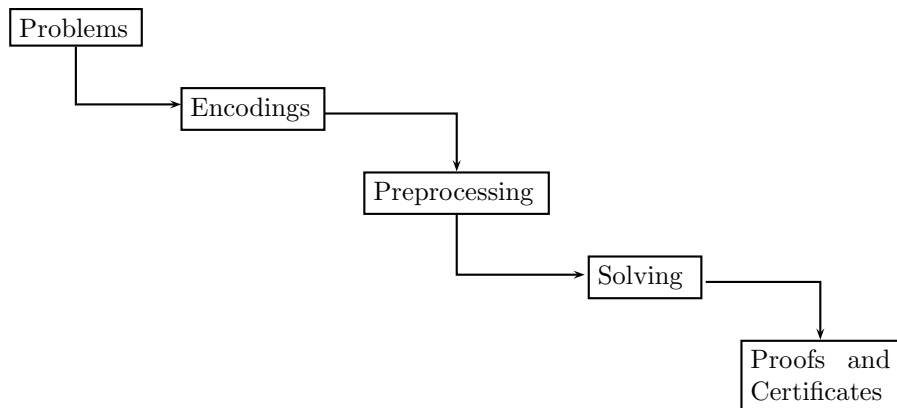 Problems
Encodings
Preprocessing
Solving
Proofs and
Certificates